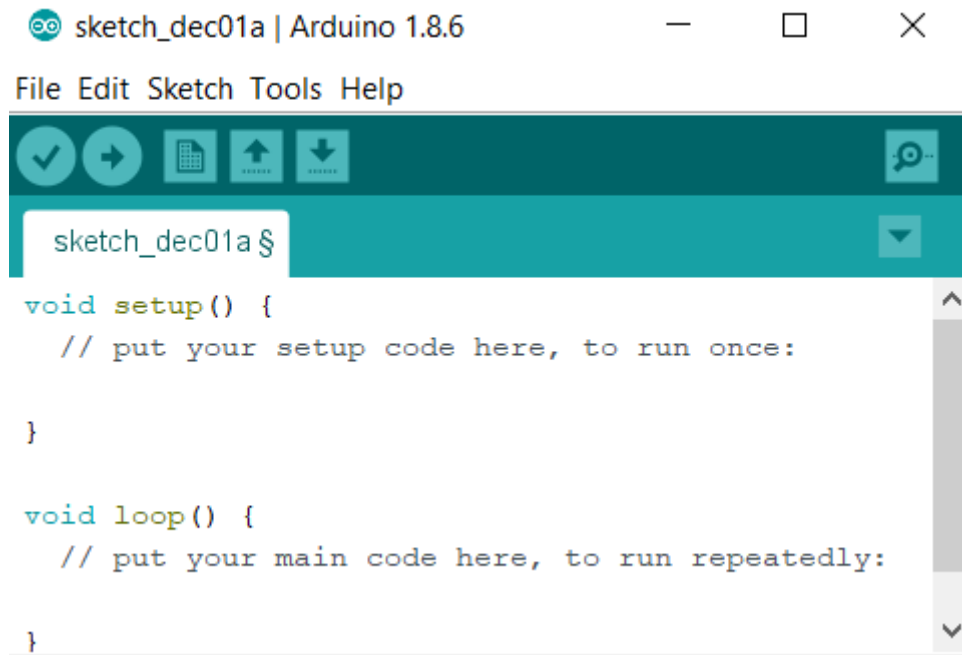 sketch_dec01a | Arduino 1.8.6
File Edit Sketch Tools Help
sketch_dec01a §
void setup() {
  // put your setup code here, to run once:
}
void loop() {
  // put your main code here, to run repeatedly:
}